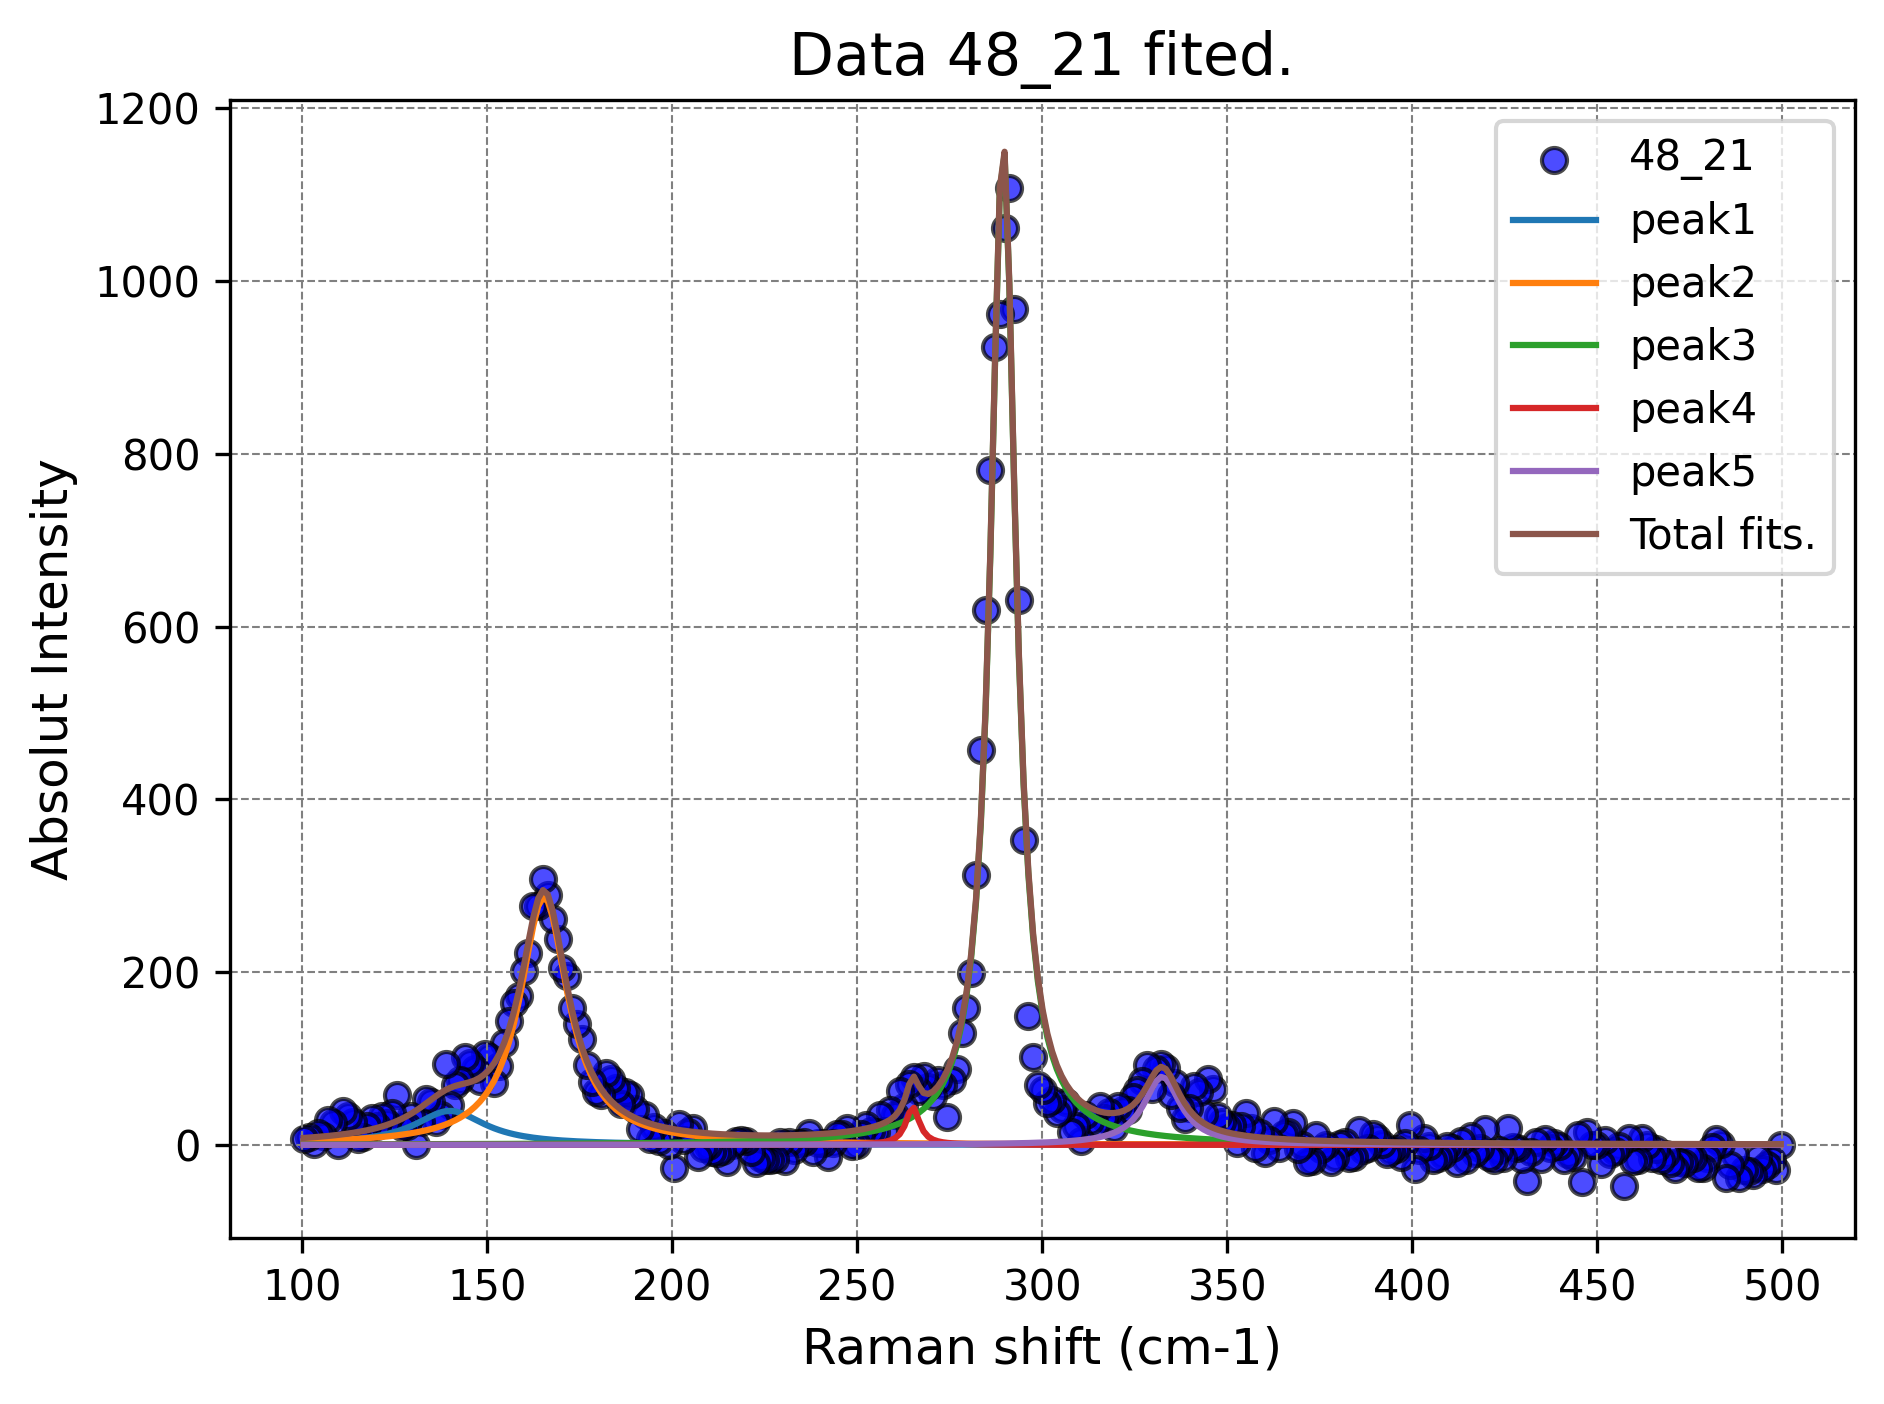 Data 48_21 fited.
1200
1000
800
600
400
200
0
Absolut Intensity
48_21
peak1
peak2
peak3
peak4
peak5
Total fits.
100 150 200 250 300 350 400 450 500
Raman shift (cm-1)